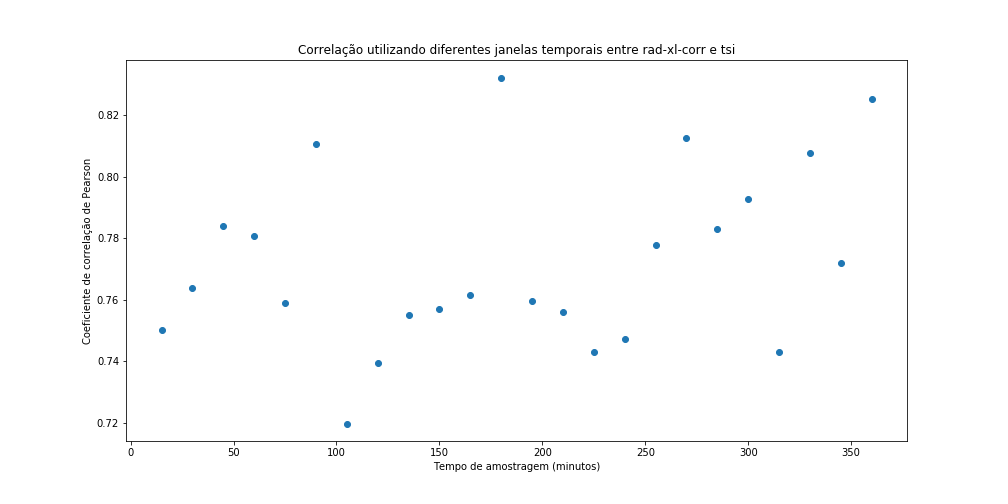 Correlação utilizando diferentes janelas temporais entre rad-xl-corr e tsi
Coeficiente de correlação de Pearson
0.82
0.80
0.78
0.76
0.74
0.72
0 50 100 150 200 250 300 350
Tempo de amostragem (minutos)